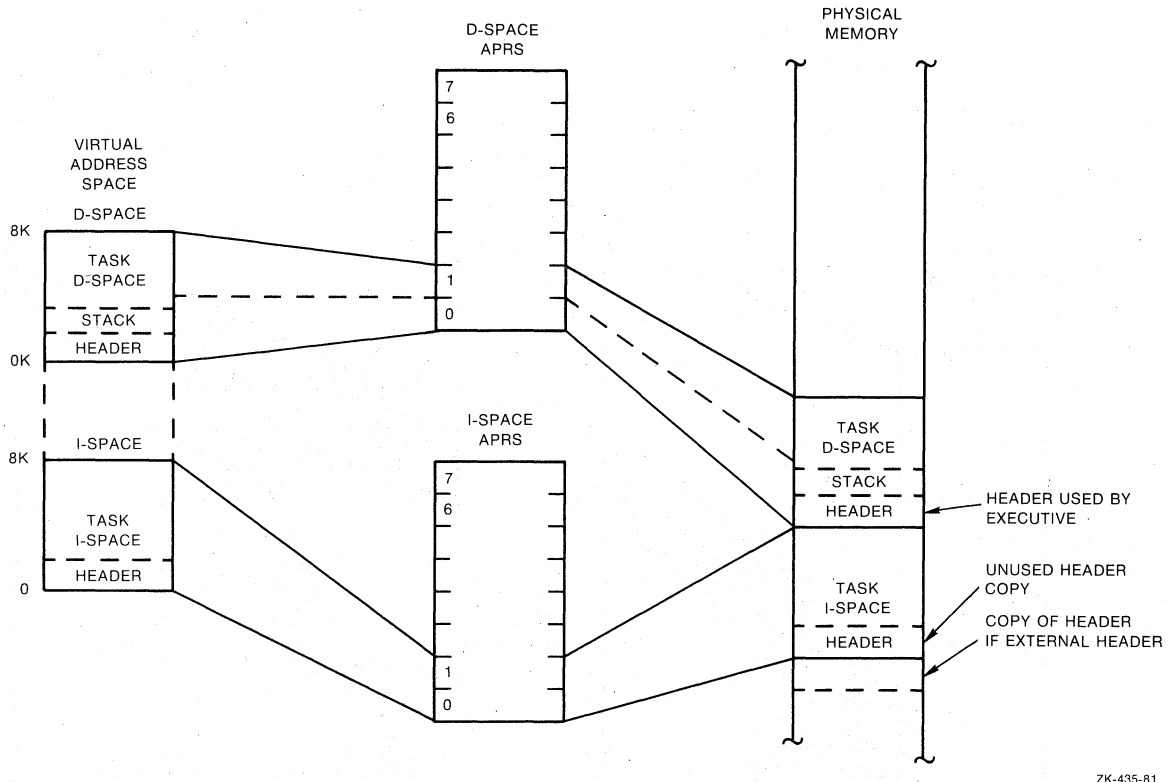 PHYSICAL
MEMORY
D-SPACE
APRS
7
6
1
0
VIRTUAL
ADDRESS
SPACE
D-SPACE
8K
TASK
D-SPACE
STACK
HEADER
0K
I-SPACE
8K
TASK
I-SPACE
HEADER
0
I-SPACE
APRS
7
6
1
0
TASK
D-SPACE
STACK
HEADER
HEADER USED BY
EXECUTIVE
TASK
I-SPACE
HEADER
UNUSED HEADER
COPY
COPY OF HEADER
IF EXTERNAL HEADER
ZK-435-81